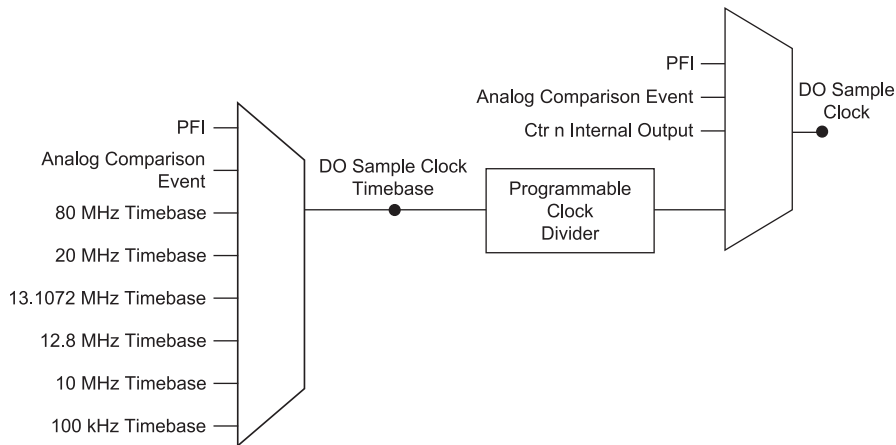 PFI
Analog Comparison Event
Ctr n Internal Output
DO Sample
Clock
PFI
Analog Comparison
Event
80 MHz Timebase
20 MHz Timebase
13.1072 MHz Timebase
12.8 MHz Timebase
10 MHz Timebase
100 kHz Timebase
DO Sample Clock
Timebase
Programmable
Clock
Divider